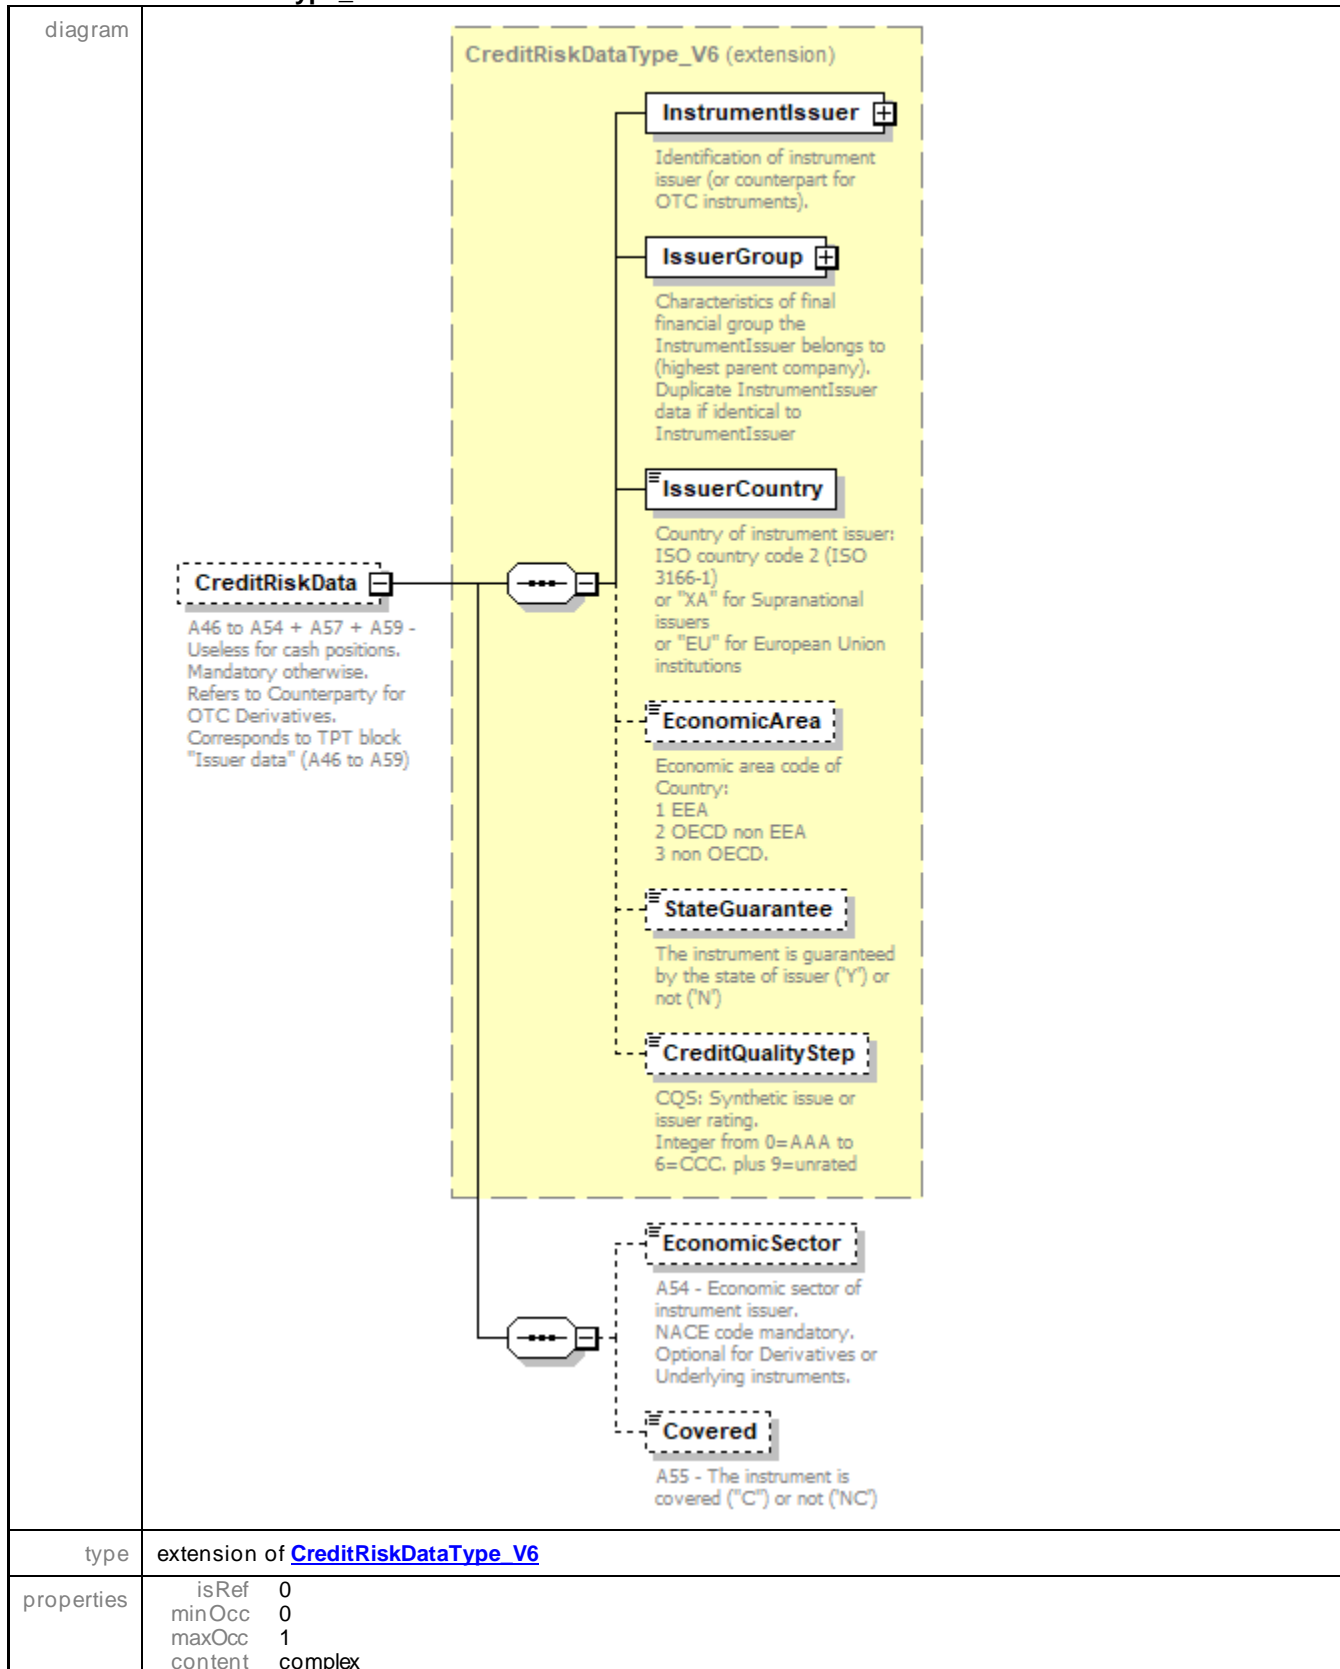 diagram
CreditRiskDataType_V6 (extension)
InstrumentIssuer
Identification of instrument
issuer (or counterpart for
OTC instruments).
IssuerGroup
Characteristics of final
financial group the
InstrumentIssuer belongs to
(highest parent company).
Duplicate InstrumentIssuer
data if identical to
InstrumentIssuer
IssuerCountry
Country of instrument issuer:
ISO country code 2 (ISO
3166-1)
or "XA" for Supranational
issuers
or "EU" for European Union
institutions
CreditRiskData
A46 to A54 + A57 + A59 -
Useless for cash positions.
Mandatory otherwise.
Refers to Counterparty for
OTC Derivatives.
Corresponds to TPT block
"Issuer data" (A46 to A59)
EconomicArea
Economic area code of
Country:
1 EEA
2 OECD non EEA
3 non OECD.
StateGuarantee
The instrument is guaranteed
by the state of issuer ('Y') or
not ('N')
CreditQualityStep
CQS: Synthetic issue or
issuer rating.
Integer from 0=AAA to
6=CCC. plus 9=unrated
EconomicSector
A54 - Economic sector of
instrument issuer.
NACE code mandatory.
Optional for Derivatives or
Underlying instruments.
Covered
A55 - The instrument is
covered ("C") or not ('NC')
type extension of CreditRiskDataType_V6
properties isRef 0
minOcc 0
maxOcc 1
content complex